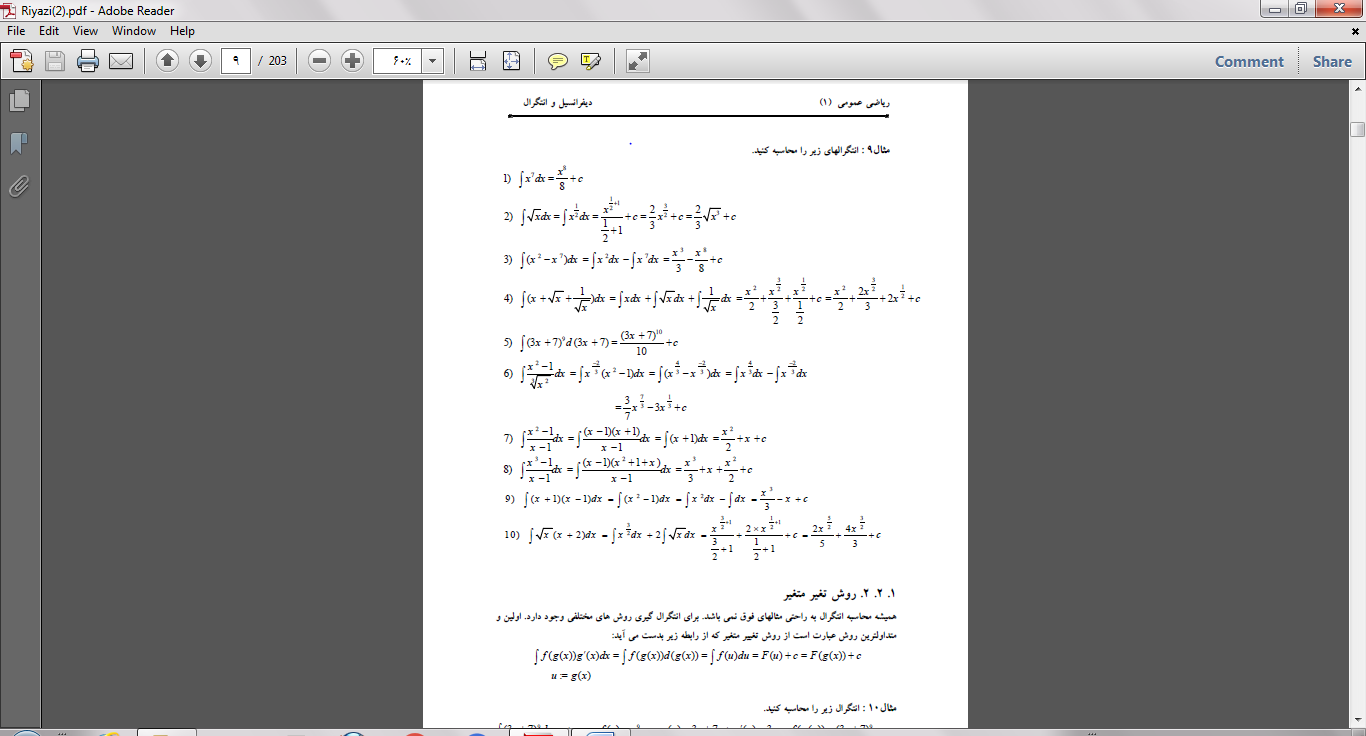 Riyazi(2).pdf - Adobe Reader
File Edit View Window Help
۹ / 203 ۶۰٪ Comment Share
ریاضی عمومی (۱) دیفرانسیل و انتگرال
مثال۹ : انتگرالهای زیر را محاسبه کنید.
1) ∫x⁷dx = x⁸/8 + c
2) ∫√x dx = ∫x^(1/2)dx = x^(1/2+1)/(1/2+1) + c = 2/3 x^(3/2) + c = 2/3 √x³ + c
3) ∫(x² − x⁷)dx = ∫x²dx − ∫x⁷dx = x³/3 − x⁸/8 + c
4) ∫(x + √x + 1/√x)dx = ∫xdx + ∫√x dx + ∫1/√x dx = x²/2 + x^(3/2)/(3/2) + x^(1/2)/(1/2) + c = x²/2 + 2x^(3/2)/3 + 2x^(1/2) + c
5) ∫(3x + 7)⁹d(3x + 7) = (3x + 7)¹⁰/10 + c
6) ∫(x² − 1)/∛x² dx = ∫x^(−2/3)(x² − 1)dx = ∫(x^(4/3) − x^(−2/3))dx = ∫x^(4/3)dx − ∫x^(−2/3)dx
= 3/7 x^(7/3) − 3x^(1/3) + c
7) ∫(x² − 1)/(x − 1) dx = ∫(x − 1)(x + 1)/(x − 1) dx = ∫(x + 1)dx = x²/2 + x + c
8) ∫(x³ − 1)/(x − 1) dx = ∫(x − 1)(x² + 1 + x)/(x − 1) dx = x³/3 + x + x²/2 + c
9) ∫(x + 1)(x − 1)dx = ∫(x² − 1)dx = ∫x²dx − ∫dx = x³/3 − x + c
10) ∫√x (x + 2)dx = ∫x^(3/2)dx + 2∫√x dx = x^(3/2+1)/(3/2+1) + 2 × x^(1/2+1)/(1/2+1) + c = 2x^(5/2)/5 + 4x^(3/2)/3 + c
۱. ۲. ۲. روش تغیر متغیر
همیشه محاسبه انتگرال به راحتی مثالهای فوق نمی باشد. برای انتگرال گیری روش های مختلفی وجود دارد. اولین و
متداولترین روش عبارت است از روش تغییر متغیر که از رابطه زیر بدست می آید:
∫f(g(x))g′(x)dx = ∫f(g(x))d(g(x)) = ∫f(u)du = F(u) + c = F(g(x)) + c
u := g(x)
مثال۱۰ : انتگرال زیر را محاسبه کنید.